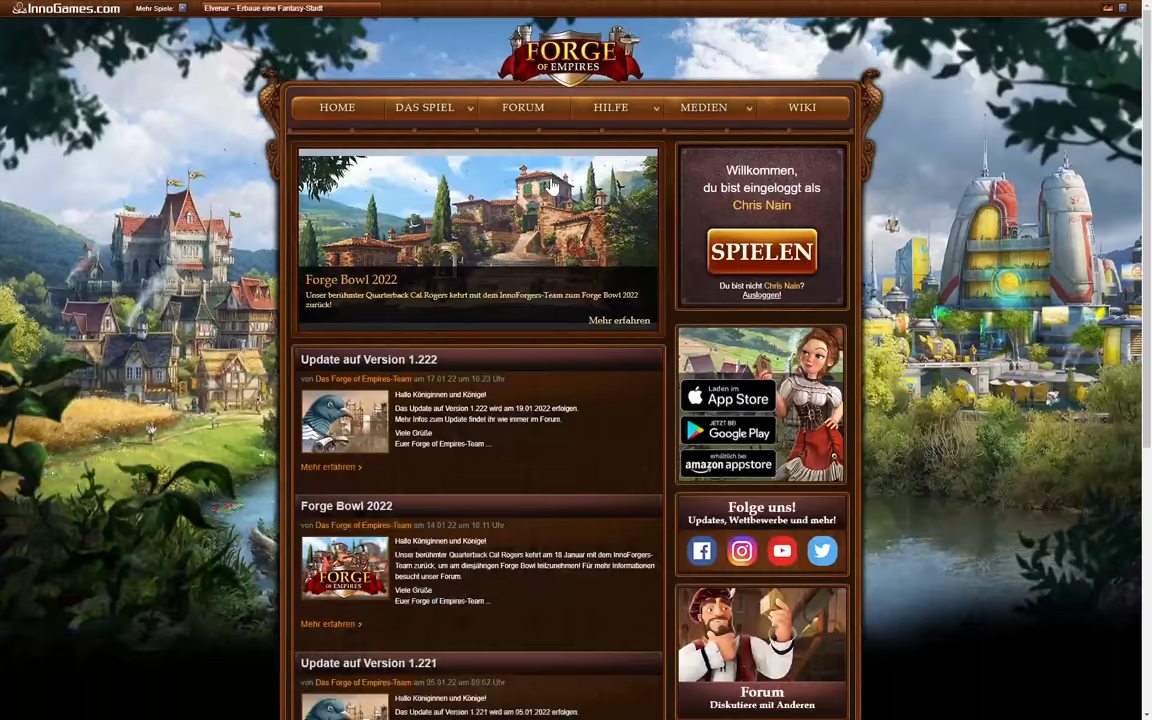 InnoGames.com
Mehr Spiele:
Elvenar – Erbaue eine Fantasy-Stadt
FORGE
OF EMPIRES
HOME
DAS SPIEL
FORUM
HILFE
MEDIEN
WIKI
Forge Bowl 2022
Unser berühmter Quarterback Cal Rogers kehrt mit dem InnoForgers-Team zum Forge Bowl 2022
zurück!
Mehr erfahren
Willkommen,
du bist eingeloggt als
Chris Nain
SPIELEN
Du bist nicht Chris Nain?
Ausloggen!
Update auf Version 1.222
von Das Forge of Empires-Team am 17.01.22 um 10:23 Uhr
Hallo Königinnen und Könige!
Das Update auf Version 1.222 wird am 19.01.2022 erfolgen.
Mehr Infos zum Update findet ihr wie immer im Forum.
Viele Grüße
Euer Forge of Empires-Team ...
Mehr erfahren >
Forge Bowl 2022
von Das Forge of Empires-Team am 14.01.22 um 10:11 Uhr
Hallo Königinnen und Könige!
Unser berühmter Quarterback Cal Rogers kehrt am 18 Januar mit dem InnoForgers-
Team zurück, um am diesjährigen Forge Bowl teilzunehmen! Für mehr Informationen
besucht unser Forum.
Viele Grüße
Euer Forge of Empires-Team ...
FORGE
OF EMPIRES
Mehr erfahren >
Update auf Version 1.221
von Das Forge of Empires-Team am 05.01.22 um 09:02 Uhr
Hallo Königinnen und Könige!
Das Update auf Version 1.221 wird am 05.01.2022 erfolgen.
Laden im
App Store
JETZT BEI
Google Play
erhältlich bei
amazon appstore
Folge uns!
Updates, Wettbewerbe und mehr!
Forum
Diskutiere mit Anderen